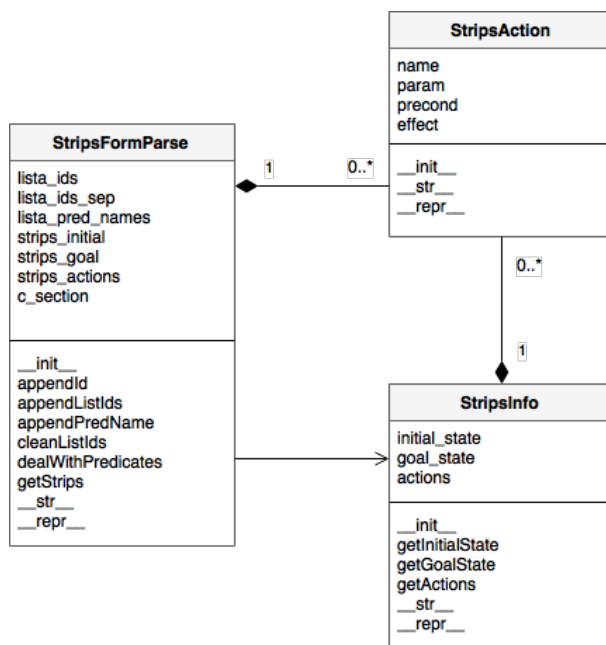 StripsAction
name
param
precond
effect
__init__
__str__
__repr__
StripsFormParse
lista_ids
lista_ids_sep
lista_pred_names
strips_initial
strips_goal
strips_actions
c_section
__init__
appendId
appendListIds
appendPredName
cleanListIds
dealWithPredicates
getStrips
__str__
__repr__
1
0..*
0..*
1
StripsInfo
initial_state
goal_state
actions
__init__
getInitialState
getGoalState
getActions
__str__
__repr__